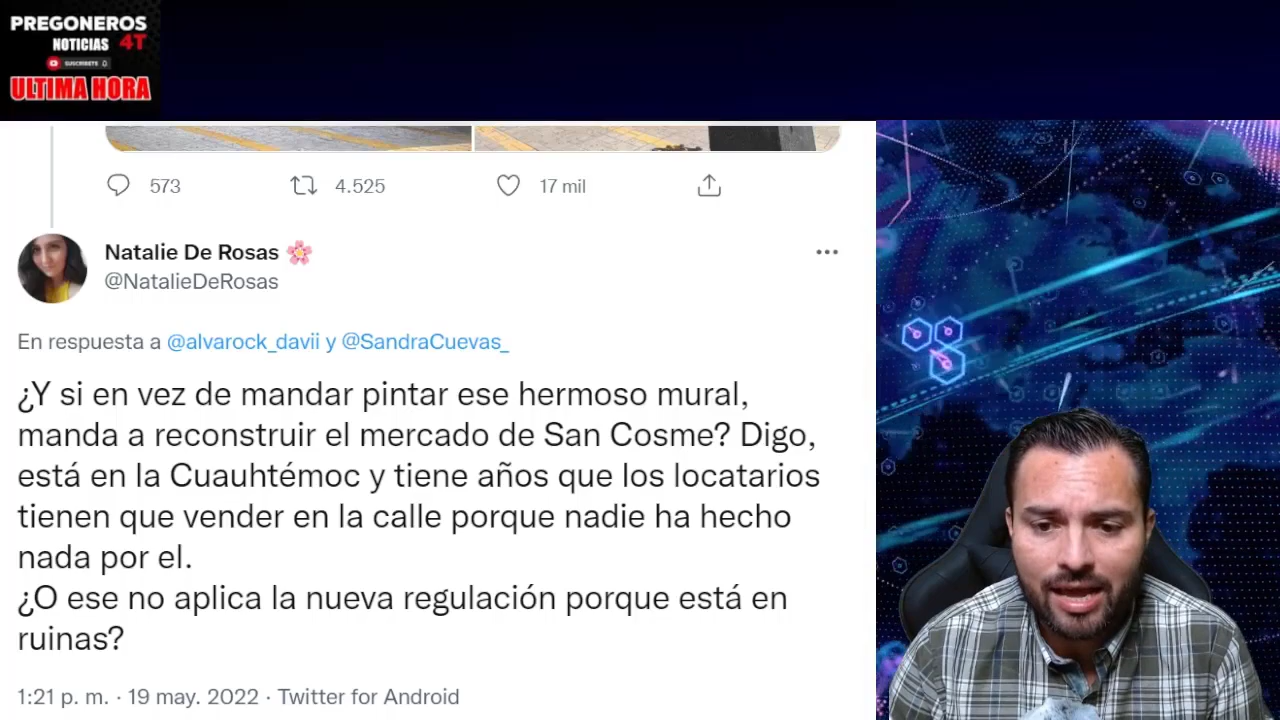 PREGONEROS
NOTICIAS 4T
SUSCRIBETE
ULTIMA HORA
573 4.525 17 mil
Natalie De Rosas
@NatalieDeRosas
En respuesta a @alvarock_davii y @SandraCuevas_
¿Y si en vez de mandar pintar ese hermoso mural,
manda a reconstruir el mercado de San Cosme? Digo,
está en la Cuauhtémoc y tiene años que los locatarios
tienen que vender en la calle porque nadie ha hecho
nada por el.
¿O ese no aplica la nueva regulación porque está en
ruinas?
1:21 p. m. · 19 may. 2022 · Twitter for Android